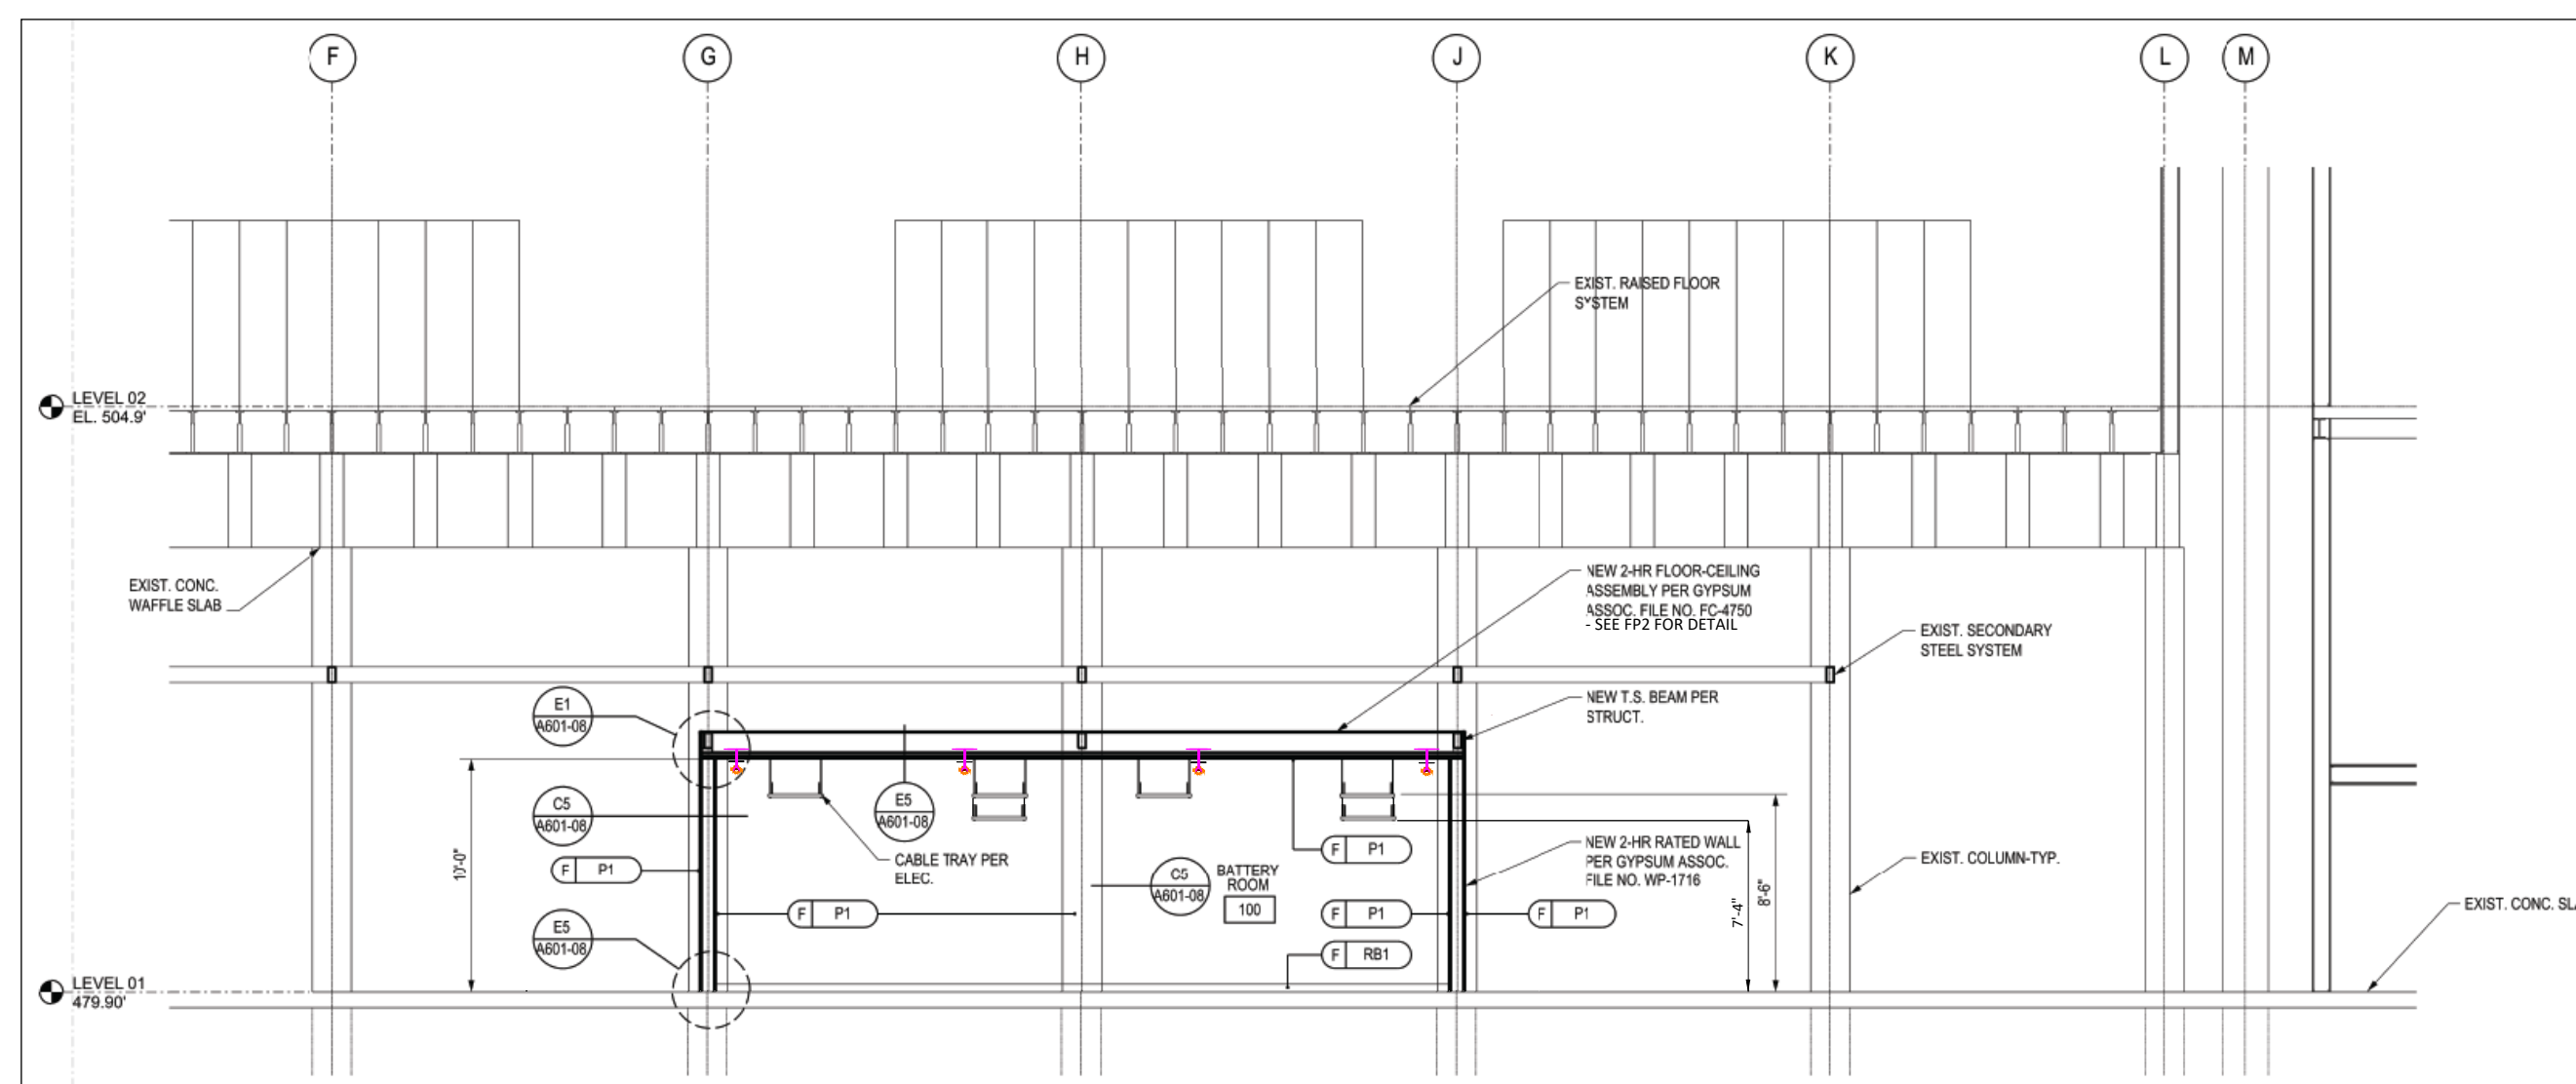 F
G
H
J
K
L
M
EXIST. RAISED FLOOR
SYSTEM
LEVEL 02
EL. 504.9'
EXIST. CONC.
WAFFLE SLAB
NEW 2-HR FLOOR-CEILING
ASSEMBLY PER GYPSUM
ASSOC. FILE NO. FC-4750
- SEE FP2 FOR DETAIL
EXIST. SECONDARY
STEEL SYSTEM
E1
A601-08
NEW T.S. BEAM PER
STRUCT.
C5
A601-08
E5
A601-08
10'-0"
F P1
CABLE TRAY PER
ELEC.
F P1
NEW 2-HR RATED WALL
PER GYPSUM ASSOC.
FILE NO. WP-1716
8'-6"
7'-4"
EXIST. COLUMN-TYP.
C5
A601-08
BATTERY
ROOM
100
F P1
F P1
F P1
EXIST. CONC. SL
E5
A601-08
F RB1
LEVEL 01
479.90'